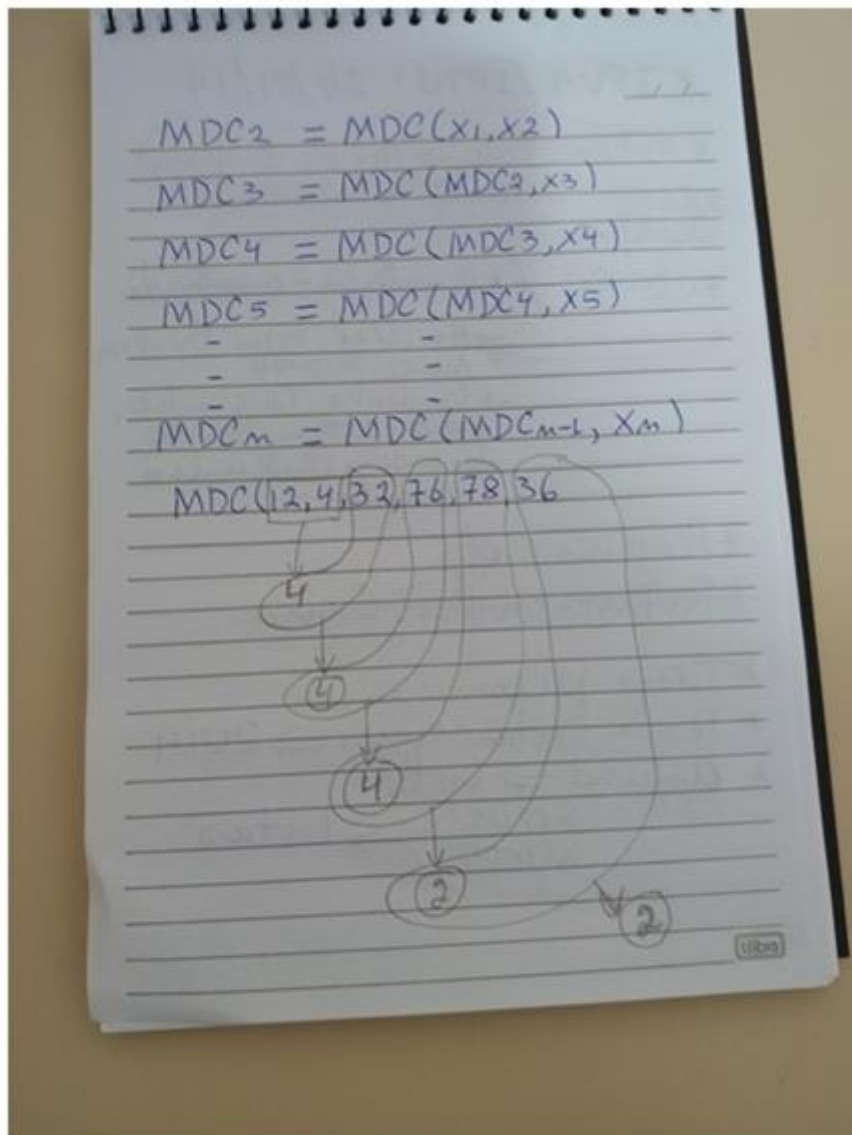 MDC2 = MDC(x1,x2)
MDC3 = MDC(MDC2,x3)
MDC4 = MDC(MDC3,x4)
MDC5 = MDC(MDC4,x5)
- -
- -
- -
MDCn = MDC(MDCn-1, xn)
MDC(12,4,32,76,78,36
4
4
4
2
2
tilibra